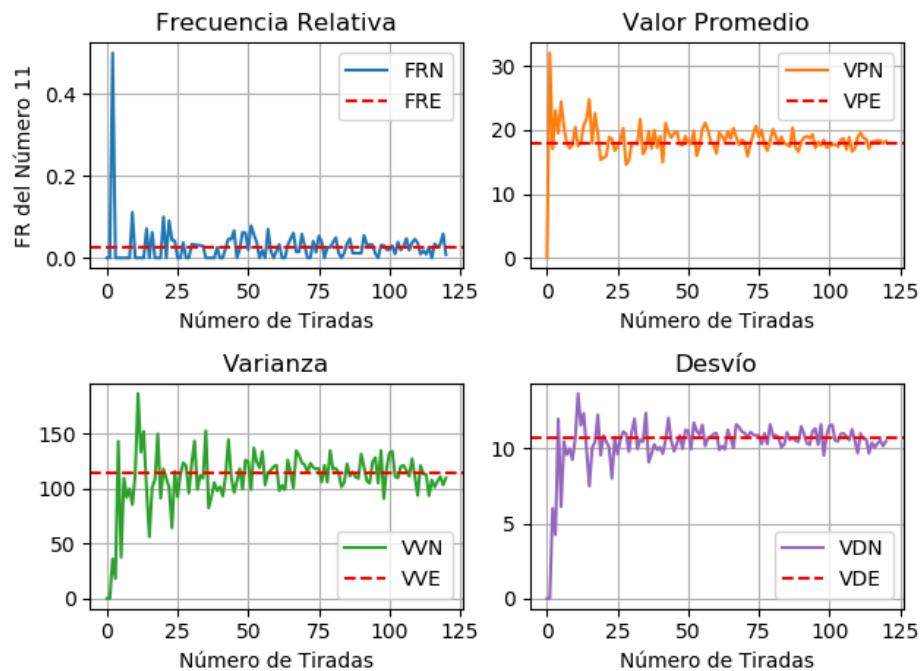 Frecuencia Relativa
FR del Número 11
0.4
0.2
0.0
FRN
FRE
0
25
50
75
100
125
Número de Tiradas
Valor Promedio
30
20
10
0
VPN
VPE
0
25
50
75
100
125
Número de Tiradas
Varianza
150
100
50
0
VVN
VVE
0
25
50
75
100
125
Número de Tiradas
Desvío
10
5
0
VDN
VDE
0
25
50
75
100
125
Número de Tiradas